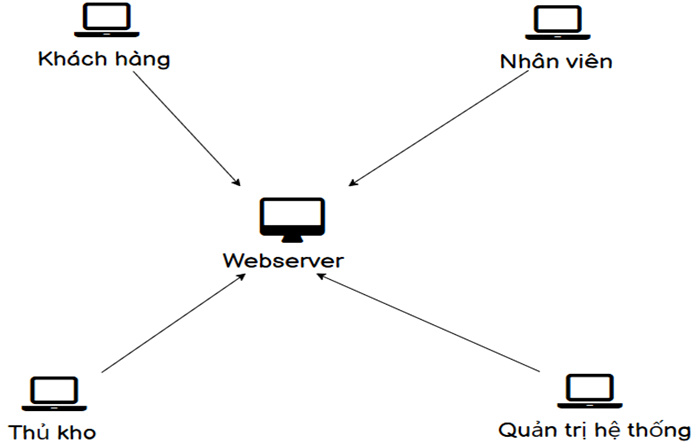 Khách hàng
Nhân viên
Webserver
Thủ kho
Quản trị hệ thống